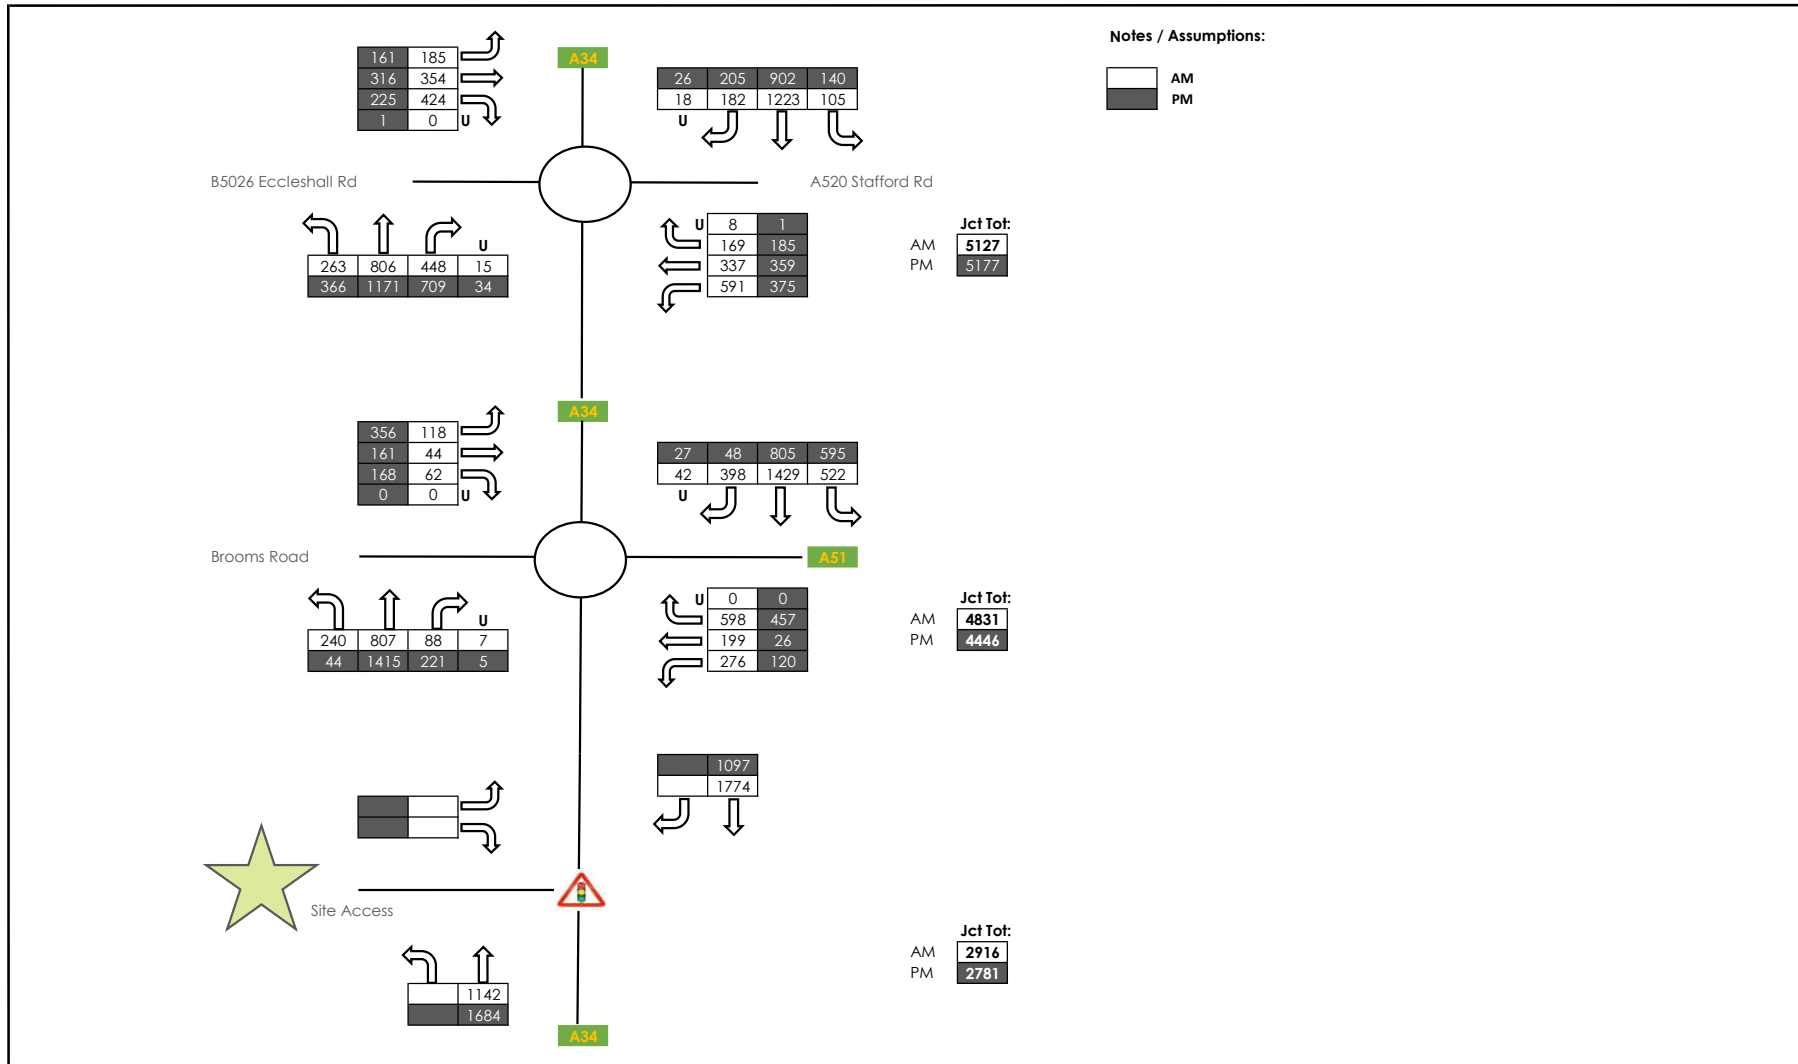 Notes / Assumptions:
AM
PM
A34
161 185
316 354
225 424
1 0 U
26 205 902 140
18 182 1223 105
U
B5026 Eccleshall Rd
A520 Stafford Rd
U
263 806 448 15
366 1171 709 34
U 8 1
169 185
337 359
591 375
Jct Tot:
AM 5127
PM 5177
A34
356 118
161 44
168 62
0 0 U
27 48 805 595
42 398 1429 522
U
Brooms Road
A51
U
240 807 88 7
44 1415 221 5
U 0 0
598 457
199 26
276 120
Jct Tot:
AM 4831
PM 4446
1097
1774
Site Access
1142
1684
Jct Tot:
AM 2916
PM 2781
A34